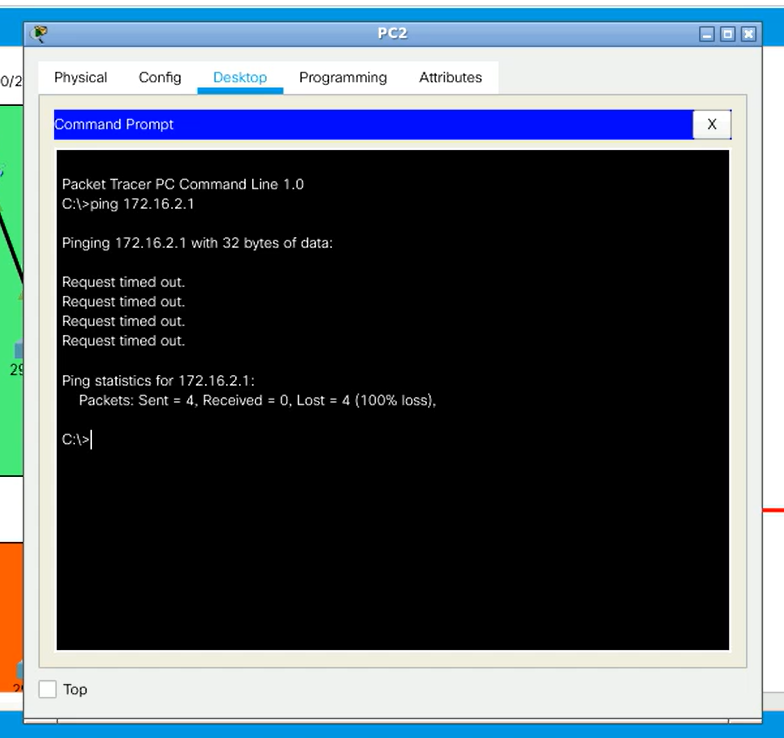 PC2
0/2
Physical
Config
Desktop
Programming
Attributes
Command Prompt
X
Packet Tracer PC Command Line 1.0
C:\>ping 172.16.2.1
Pinging 172.16.2.1 with 32 bytes of data:
Request timed out.
Request timed out.
Request timed out.
Request timed out.
29
Ping statistics for 172.16.2.1:
Packets: Sent = 4, Received = 0, Lost = 4 (100% loss),
C:\>
Top